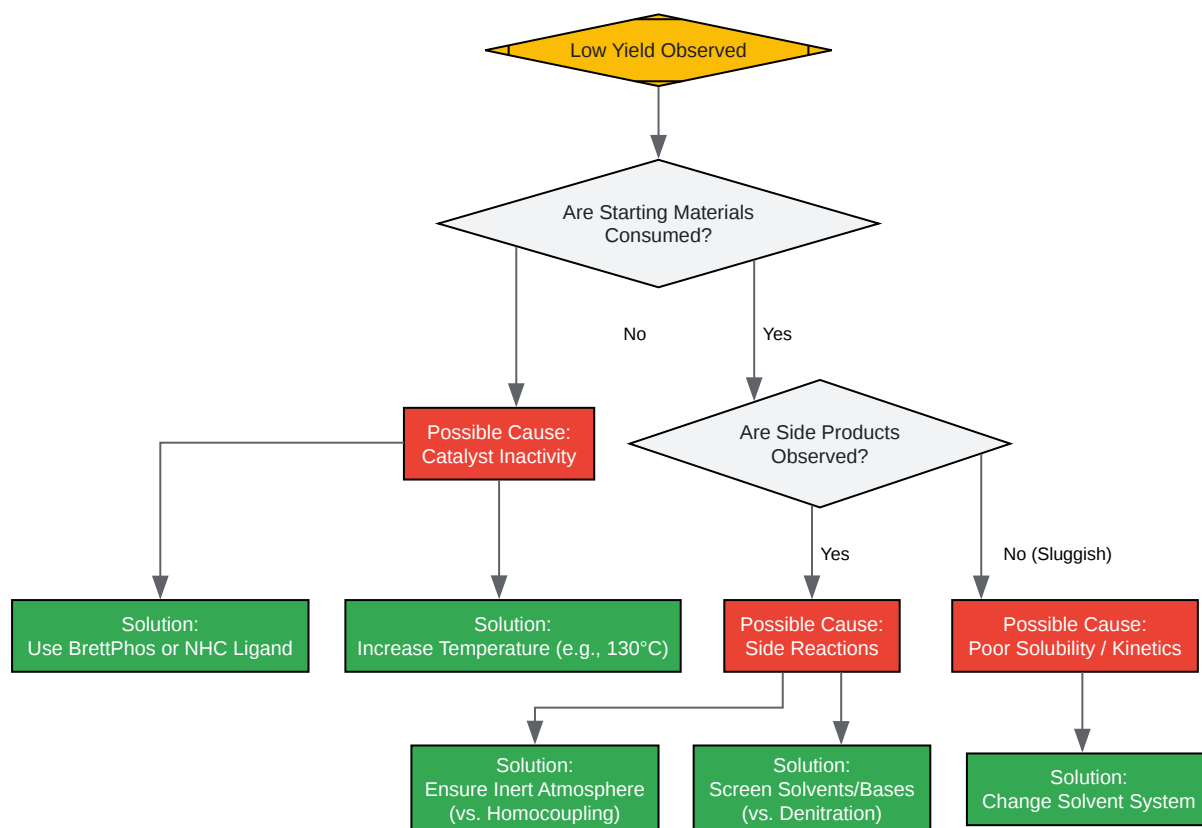 Low Yield Observed
Are Starting Materials
Consumed?
No
Yes
Possible Cause:
Catalyst Inactivity
Are Side Products
Observed?
Yes
No (Sluggish)
Solution:
Use BrettPhos or NHC Ligand
Solution:
Increase Temperature (e.g., 130°C)
Possible Cause:
Side Reactions
Possible Cause:
Poor Solubility / Kinetics
Solution:
Ensure Inert Atmosphere
(vs. Homocoupling)
Solution:
Screen Solvents/Bases
(vs. Denitration)
Solution:
Change Solvent System